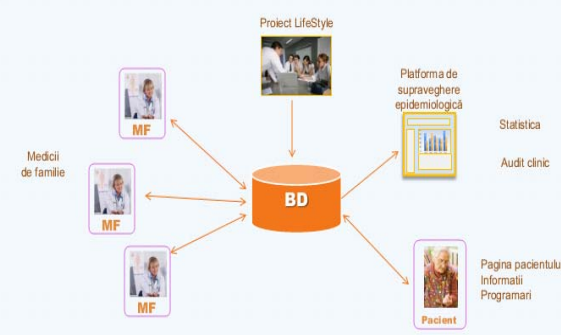 Proiect LifeStyle
Platforma de
supraveghere
epidemiologică
Statistica
Audit clinic
MF
Medicii
de familie
MF
BD
MF
Pagina pacientulu
Informatii
Programari
Pacient